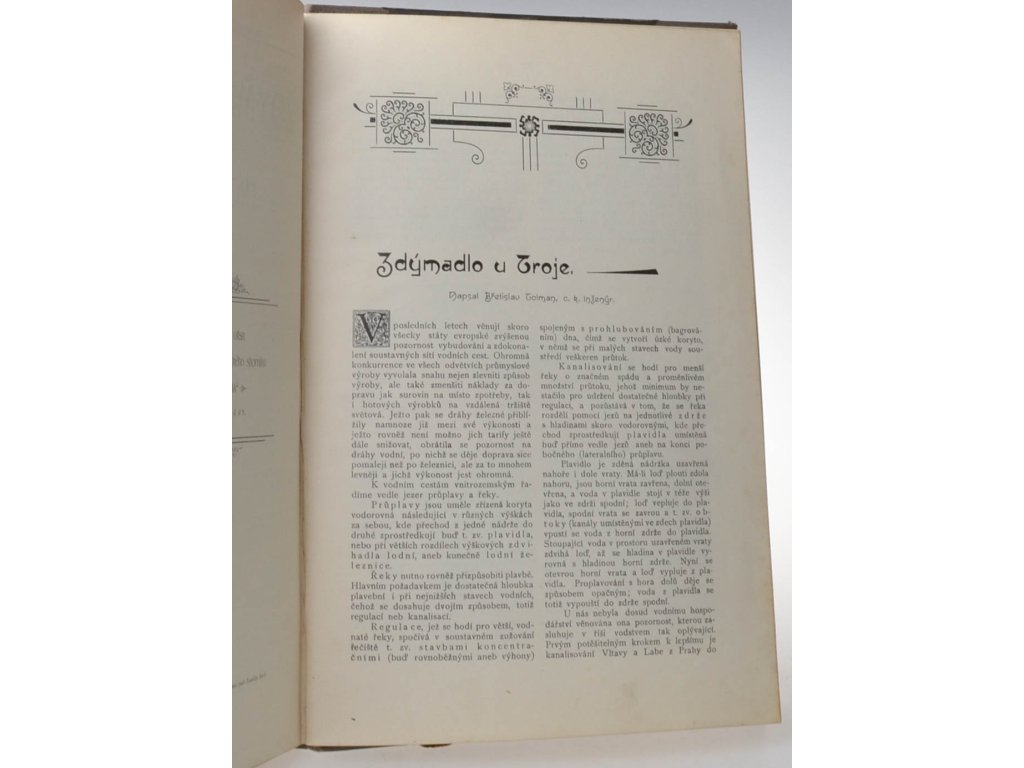 Zdýmadlo u Troje.
Napsal Břetislav Tolman, c. k. inženýr.
V posledních letech věnují skoro
všecky státy evropské zvýšenou
pozornost vybudování a zdokona-
lení soustavných sítí vodních cest. Ohromná
konkurrence ve všech odvětvích průmyslové
výroby vyvolala snahu nejen zlevniti způsob
výroby, ale také zmenšiti náklady za do-
pravu jak surovin na místo spotřeby, tak
i hotových výrobků na vzdálená tržiště
světová. Ježto pak se dráhy železné přiblí-
žily namnoze již mezi své výkonosti a
ježto rovněž není možno jich tarify ještě
dále snižovat, obrátila se pozornost na
dráhy vodní, po nichž se děje doprava sice
pomaleji než po železnici, ale za to mnohem
levněji a jichž výkonost jest ohromná.
K vodním cestám vnitrozemským řa-
díme vedle jezer průplavy a řeky.
Průplavy jsou uměle zřízená koryta
vodorovná následující v různých výškách
za sebou, kde přechod z jedné nádrže do
druhé zprostředkují buď t. zv. plavidla,
nebo při větších rozdílech výškových zdvi-
hadla lodní, aneb konečně lodní že-
leznice.
Řeky nutno rovněž přizpůsobiti plavbě.
Hlavním požadavkem je dostatečná hloubka
plavební i při nejnižších stavech vodních,
čehož se dosahuje dvojím způsobem, totiž
regulací neb kanalisací.
Regulace, jež se hodí pro větší, vod-
naté řeky, spočívá v soustavném zužování
řečiště t. zv. stavbami koncentra-
čními (buď rovnoběžnými aneb výhony)
spojeným s prohlubováním (bagrová-
ním) dna, čímž se vytvoří úzké koryto,
v němž se při malých stavech vody sou-
středí veškeren průtok.
Kanalisování se hodí pro menší
řeky o značném spádu a proměnlivém
množství průtoku, jehož minimum by ne-
stačilo pro udržení dostatečné hloubky při
regulaci, a pozůstává v tom, že se řeka
rozdělí pomocí jezů na jednotlivé zdrže
s hladinami skoro vodorovnými, kde pře-
chod zprostředkují plavidla umístěná
buď přímo vedle jezů aneb na konci po-
bočného (laterálního) průplavu.
Plavidlo je zděná nádržka uzavřená
nahoře i dole vraty. Má-li loď plouti zdola
nahoru, jsou horní vrata zavřena, dolní ote-
vřena, a voda v plavidle stojí v téže výši
jako ve zdrži spodní; loď vepluje do pla-
vidla, spodní vrata se zavrou a t. zv. ob-
toky (kanály umístěnými ve zdech plavidla)
vpustí se voda z horní zdrže do plavidla.
Stoupající voda v prostoru uzavřeném vraty
zdvihá loď, až se hladina v plavidle vy-
rovná s hladinou horní zdrže. Nyní se
otevrou horní vrata a loď vypluje z pla-
vidla. Proplavování s hora dolů děje se
způsobem opačným; voda z plavidla se
totiž vypouští do zdrže spodní.
U nás nebyla dosud vodnímu hospo-
dářství věnována ona pozornost, kterou za-
sluhuje v říši vodstvem tak oplývající.
Prvým potěšitelným krokem k lepšímu je
kanalisování Vltavy a Labe z Prahy do